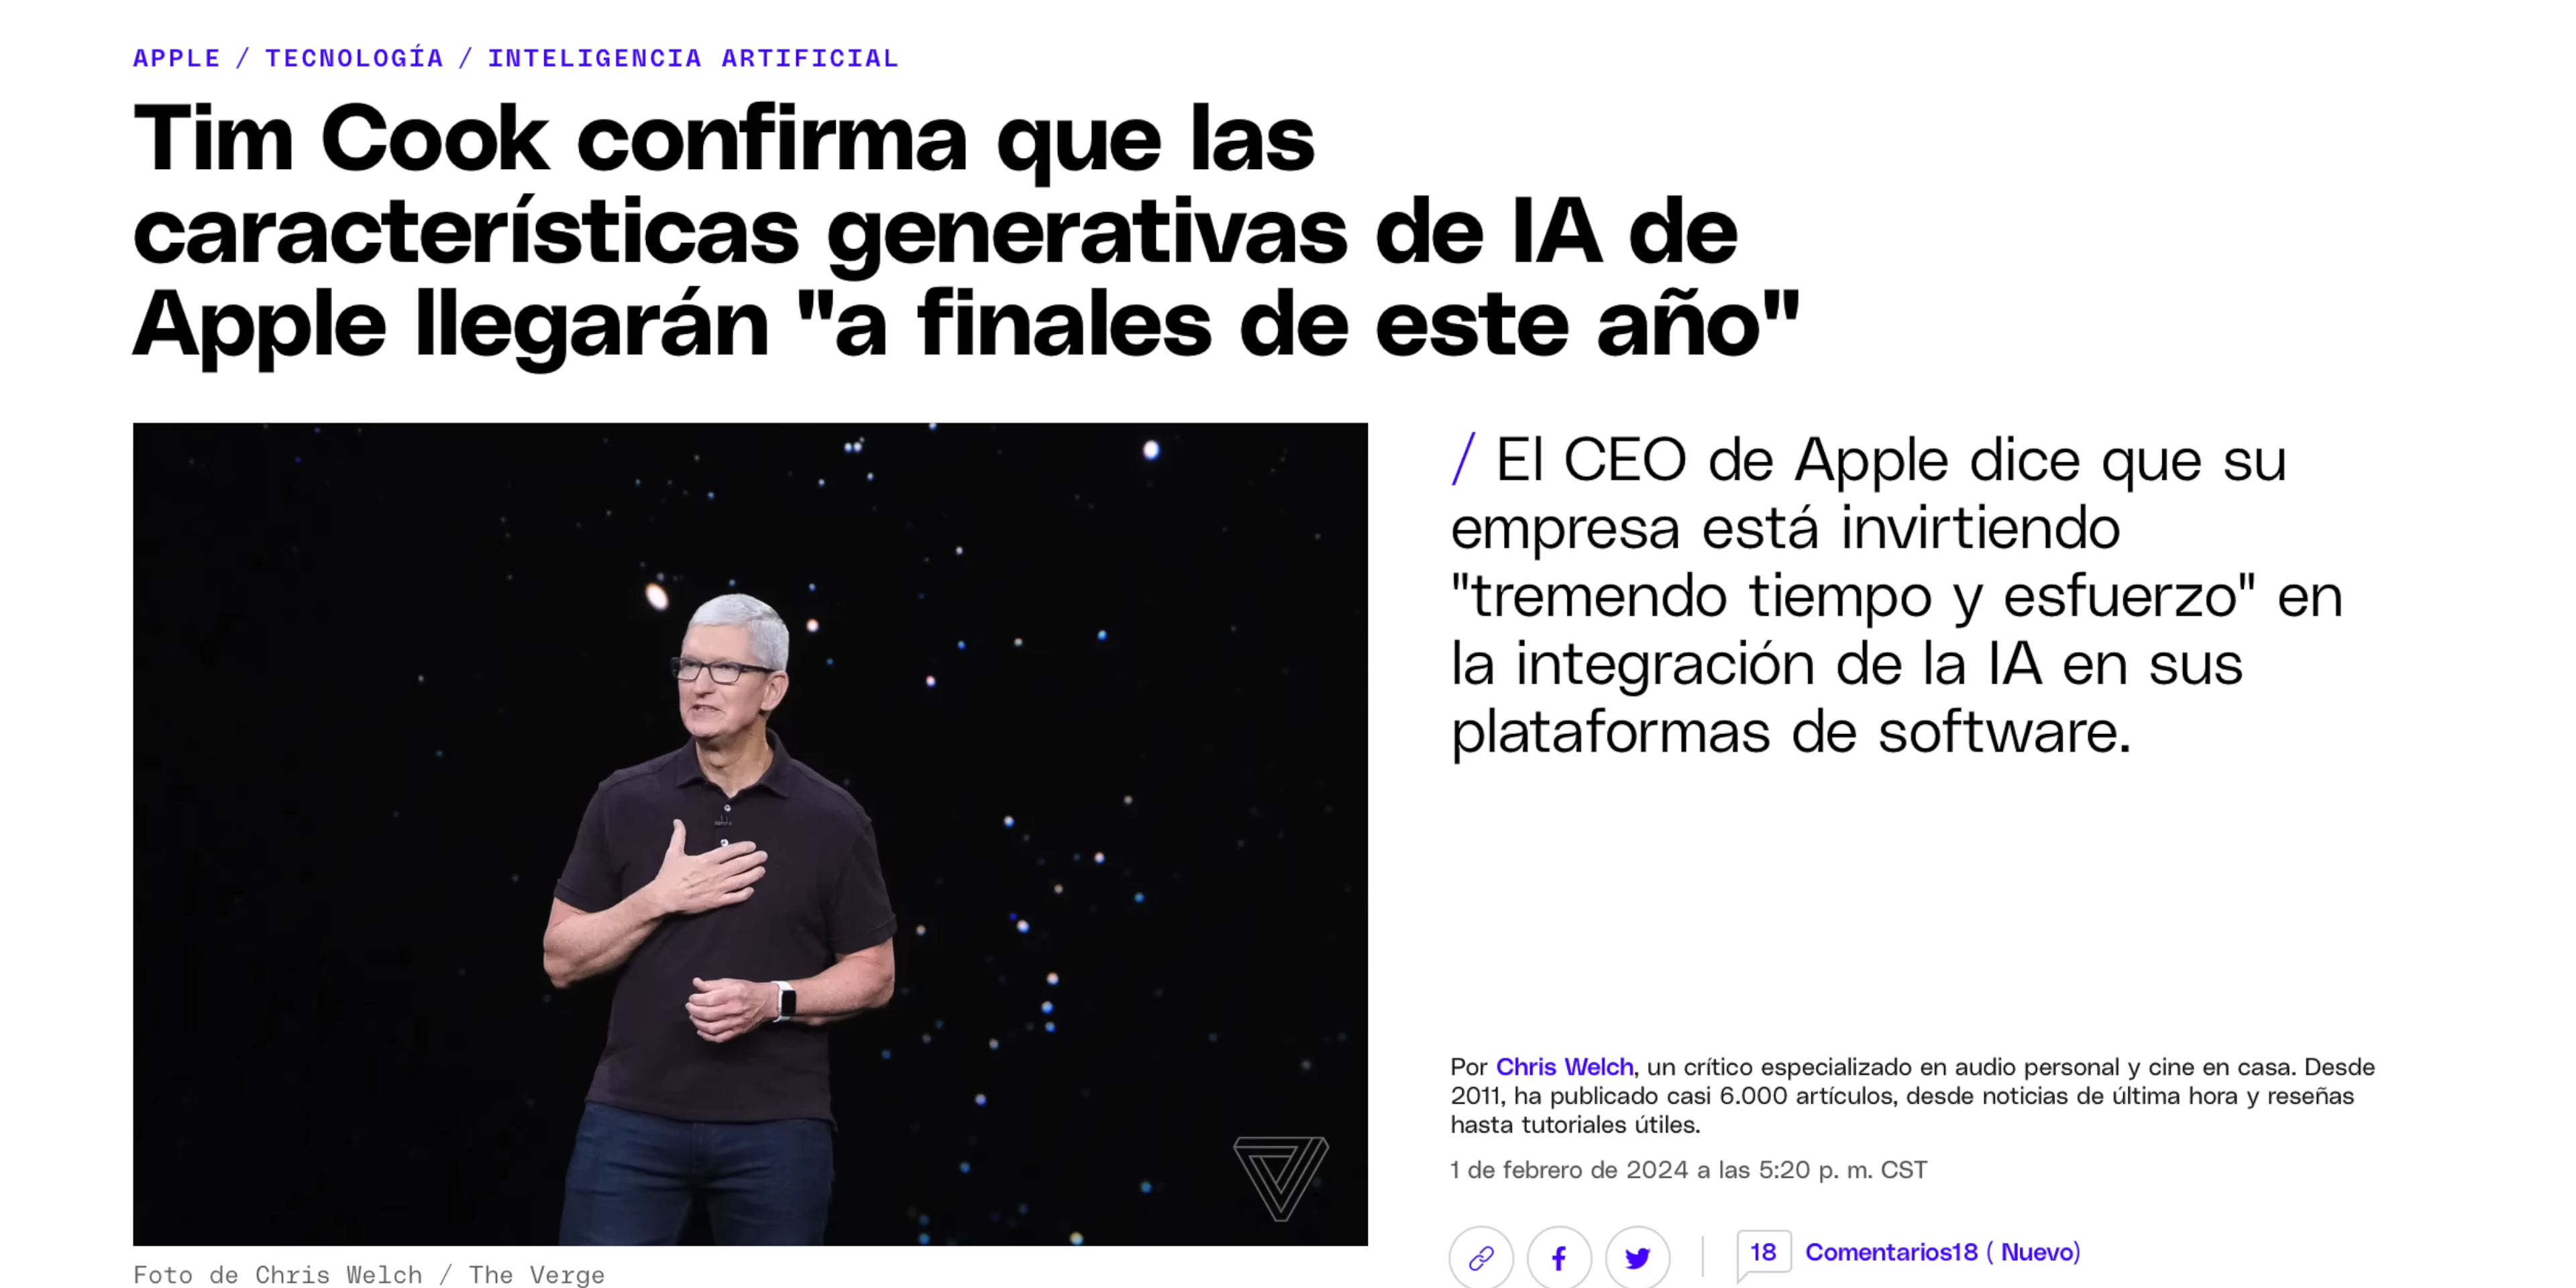 APPLE / TECNOLOGÍA / INTELIGENCIA ARTIFICIAL
Tim Cook confirma que las
características generativas de IA de
Apple llegarán "a finales de este año"
/ El CEO de Apple dice que su
empresa está invirtiendo
"tremendo tiempo y esfuerzo" en
la integración de la IA en sus
plataformas de software.
Por Chris Welch, un crítico especializado en audio personal y cine en casa. Desde
2011, ha publicado casi 6.000 artículos, desde noticias de última hora y reseñas
hasta tutoriales útiles.
1 de febrero de 2024 a las 5:20 p. m. CST
18 Comentarios18 ( Nuevo)
Foto de Chris Welch / The Verge